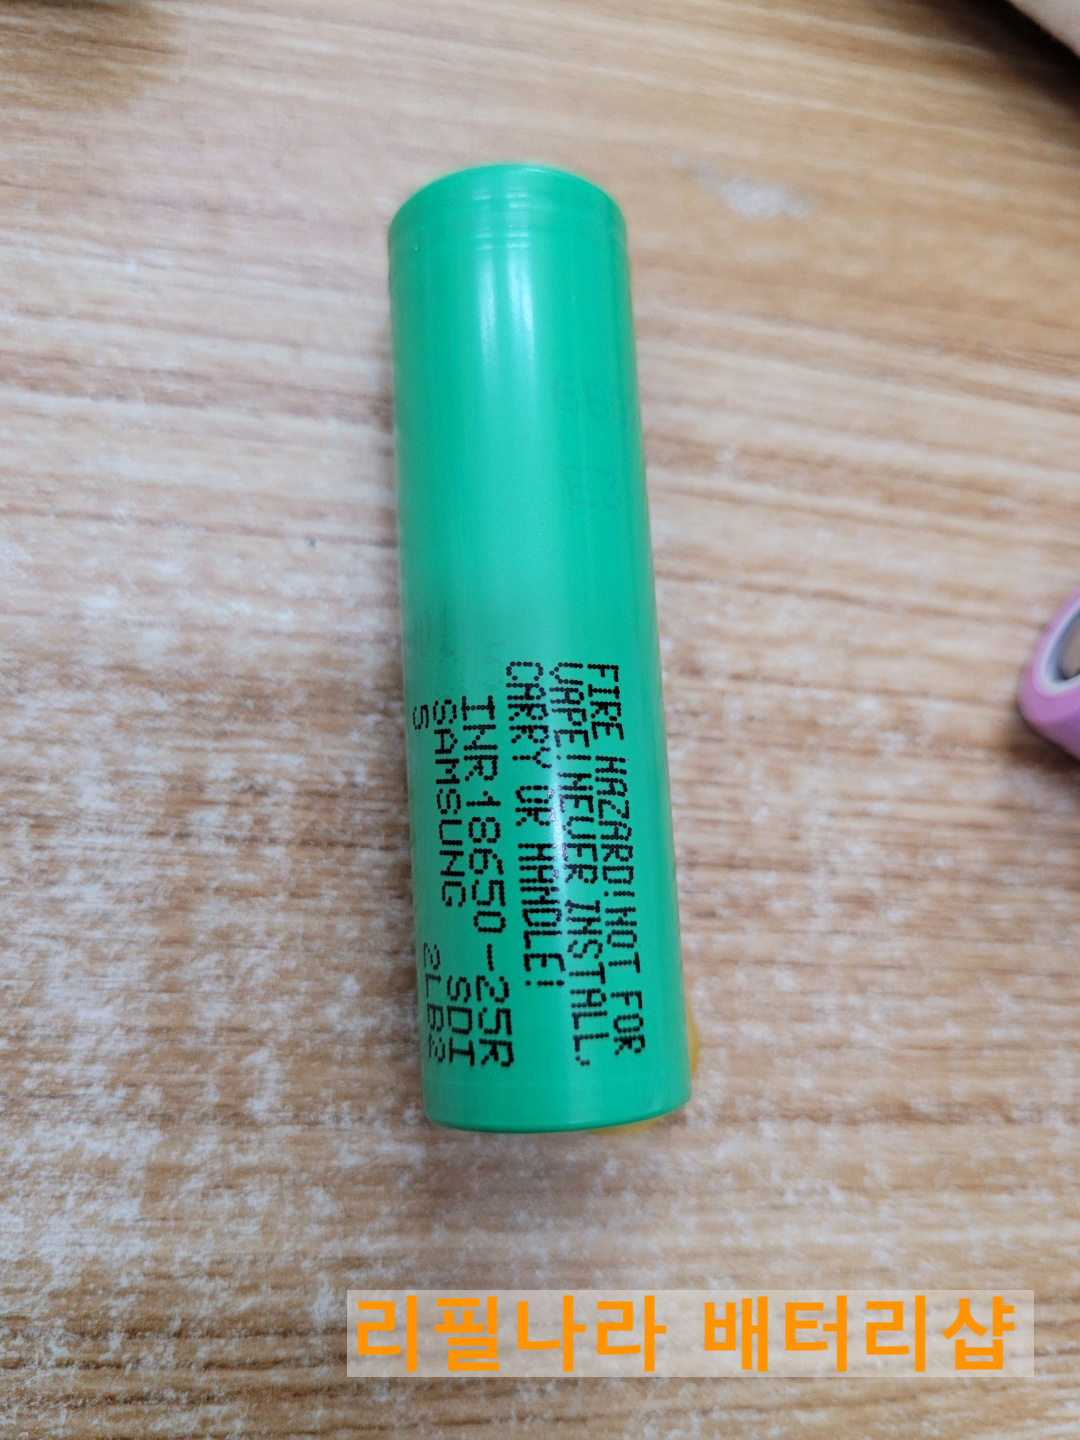 FIRE HAZARD!NOT FOR
VAPE!NEVER INSTALL,
CARRY OR HANDLE!
INR18650-25R
SAMSUNG SDI
S 2LB2
리필나라 배터리샵